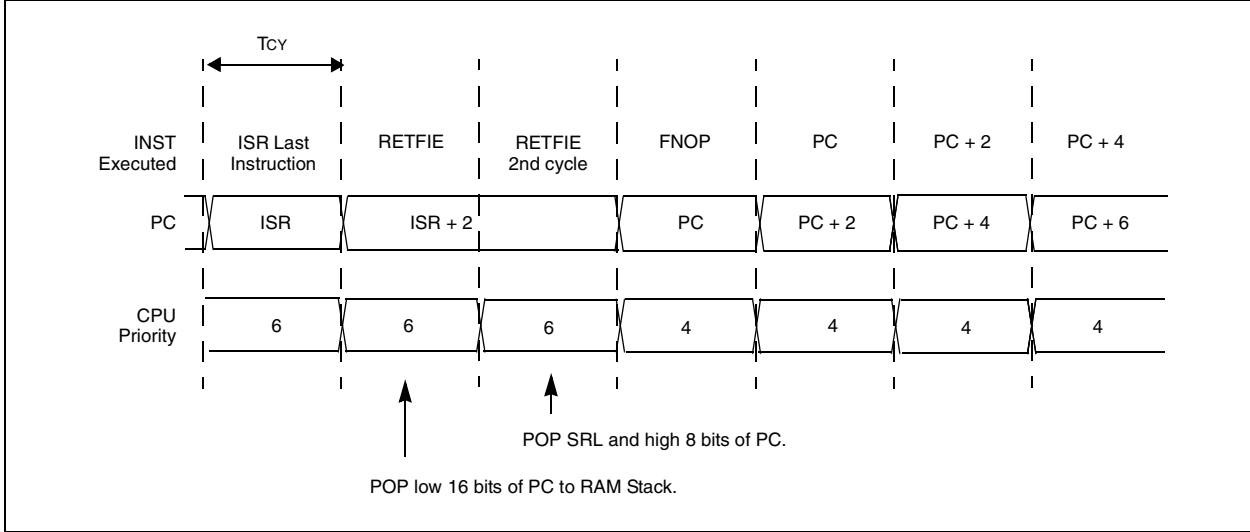 TCY
INST Executed
ISR Last Instruction
RETFIE
RETFIE 2nd cycle
FNOP
PC
PC + 2
PC + 4
PC
ISR
ISR + 2
PC
PC + 2
PC + 4
PC + 6
CPU Priority
6
6
6
4
4
4
4
POP SRL and high 8 bits of PC.
POP low 16 bits of PC to RAM Stack.